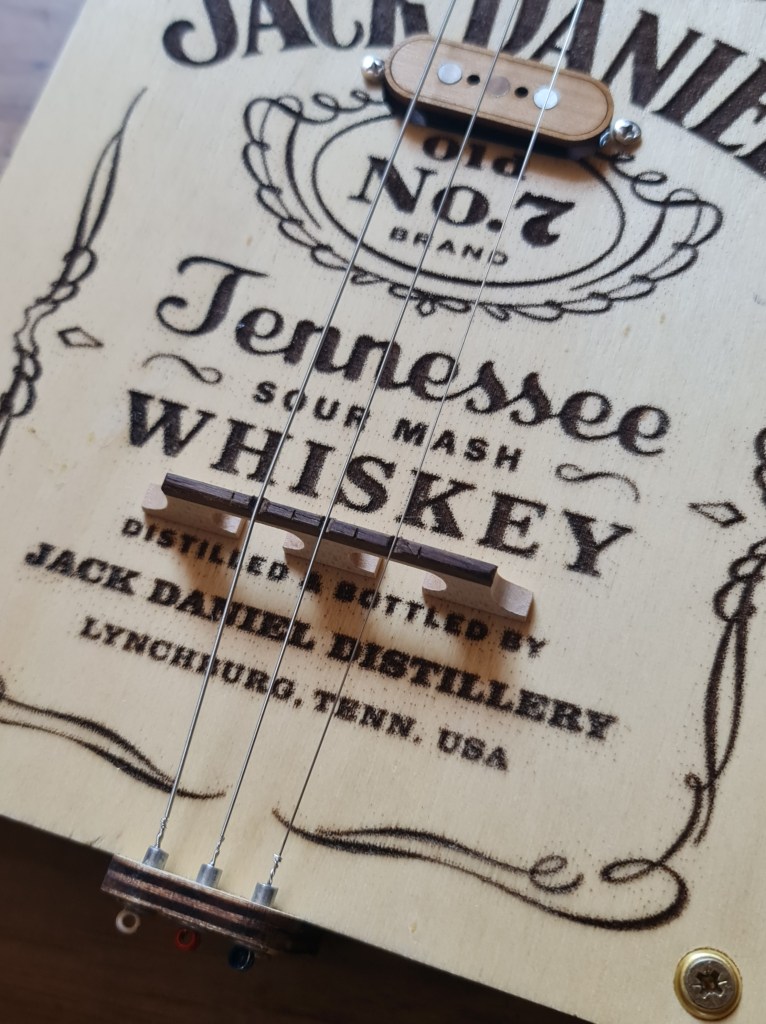 JACK DANIEL
Old
No.7
BRAND
Tennessee
SOUR MASH
WHISKEY
DISTILLED & BOTTLED BY
JACK DANIEL DISTILLERY
LYNCHBURG, TENN. USA